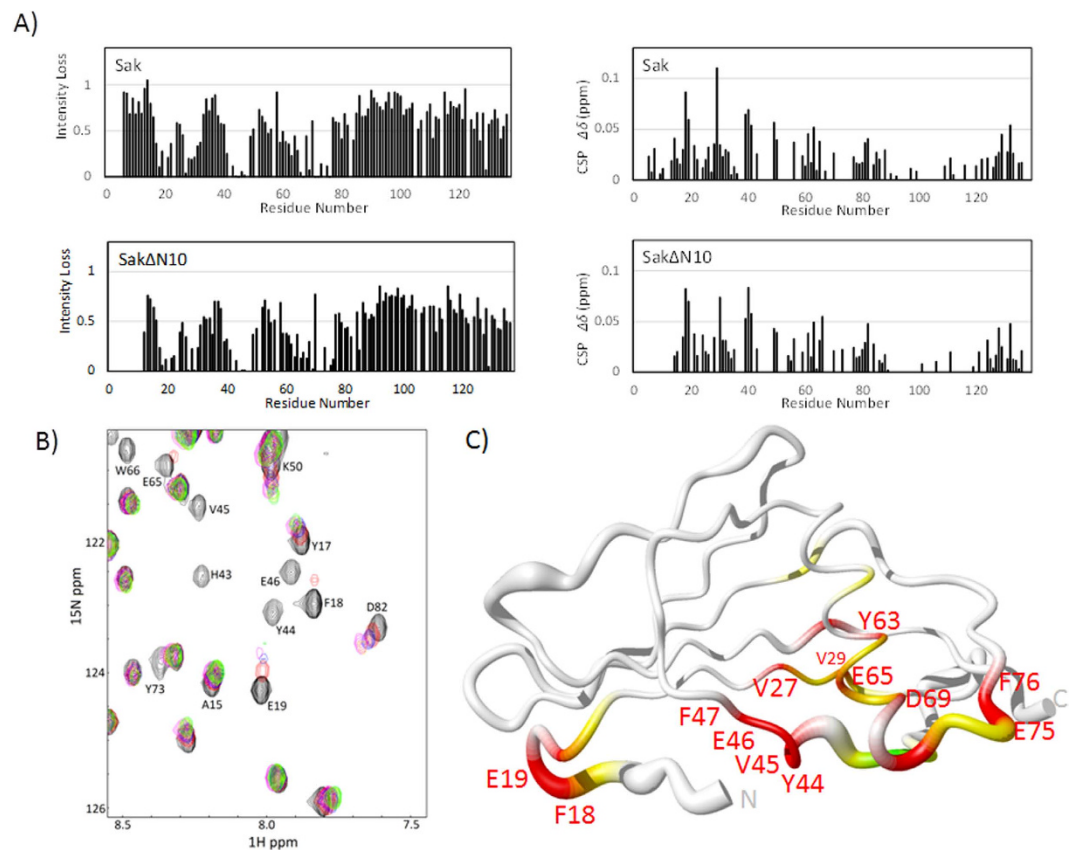 A)
Sak
Intensity Loss
1
0.5
0
0 20 40 60 80 100 120
Residue Number
Sak
CSP Δδ (ppm)
0.1
0.05
0
0 20 40 60 80 100 120
Residue Number
SakΔN10
Intensity Loss
1
0.5
0
0 20 40 60 80 100 120
Residue Number
SakΔN10
CSP Δδ (ppm)
0.1
0.05
0
0 20 40 60 80 100 120
Residue Number
B)
W66
E65
K50
V45
Y17
H43
E46
F18
D82
Y44
Y73
A15
E19
15N ppm
122
124
126
8.5 8.0 7.5
1H ppm
C)
Y63
V29
V27
E65
F76
D69
C
F47
E46
E75
V45
E19
Y44
N
F18